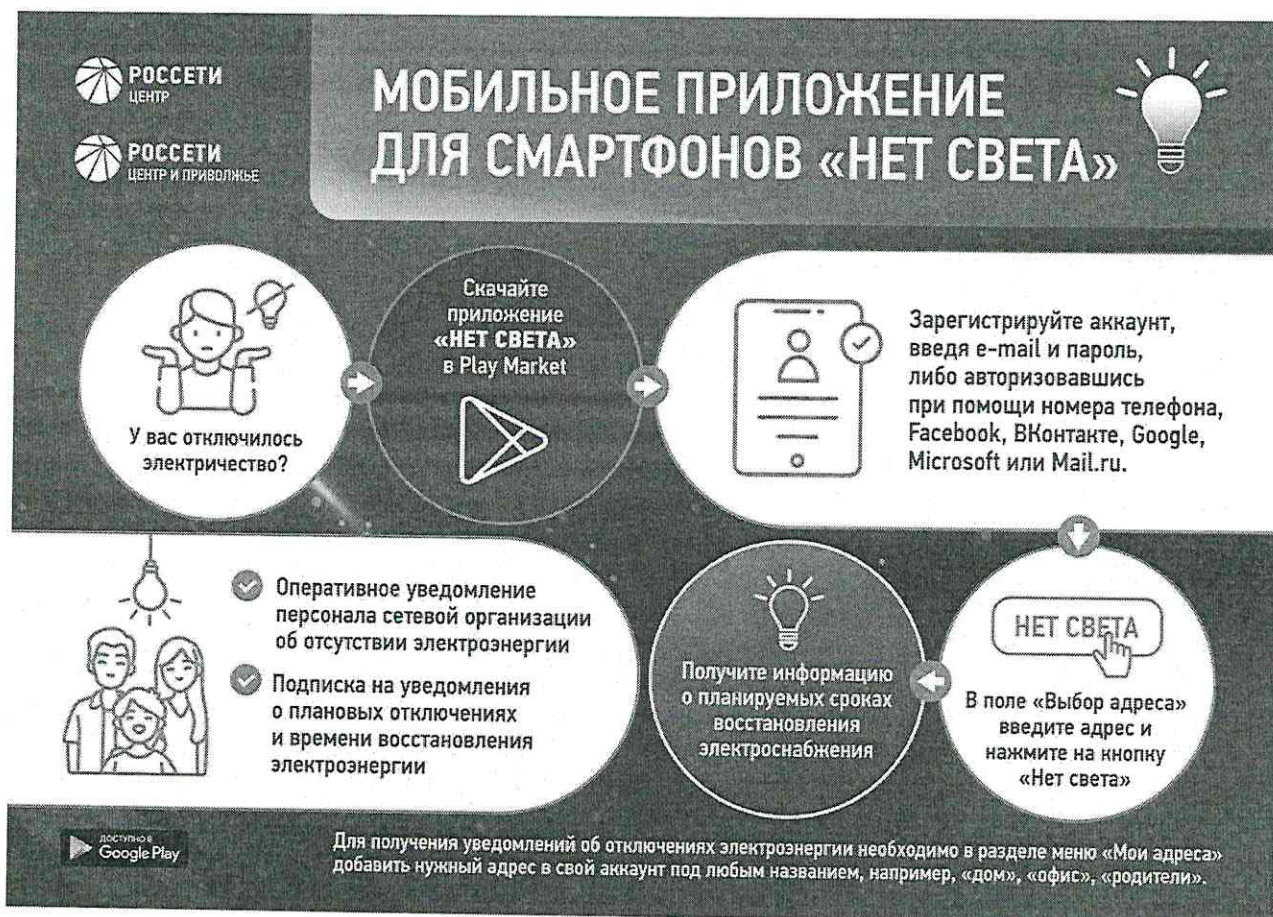 РОССЕТИ
ЦЕНТР
РОССЕТИ
ЦЕНТР И ПРИВОЛЖЬЕ
МОБИЛЬНОЕ ПРИЛОЖЕНИЕ
ДЛЯ СМАРТФОНОВ «НЕТ СВЕТА»
У вас отключилось
электричество?
Скачайте
приложение
«НЕТ СВЕТА»
в Play Market
Зарегистрируйте аккаунт,
введя e-mail и пароль,
либо авторизовавшись
при помощи номера телефона,
Facebook, ВКонтакте, Google,
Microsoft или Mail.ru.
НЕТ СВЕТА
В поле «Выбор адреса»
введите адрес и
нажмите на кнопку
«Нет света»
Получите информацию
о планируемых сроках
восстановления
электроснабжения
Оперативное уведомление
персонала сетевой организации
об отсутствии электроэнергии
Подписка на уведомления
о плановых отключениях
и времени восстановления
электроэнергии
ДОСТУПНО В
Google Play
Для получения уведомлений об отключениях электроэнергии необходимо в разделе меню «Мои адреса»
добавить нужный адрес в свой аккаунт под любым названием, например, «дом», «офис», «родители».